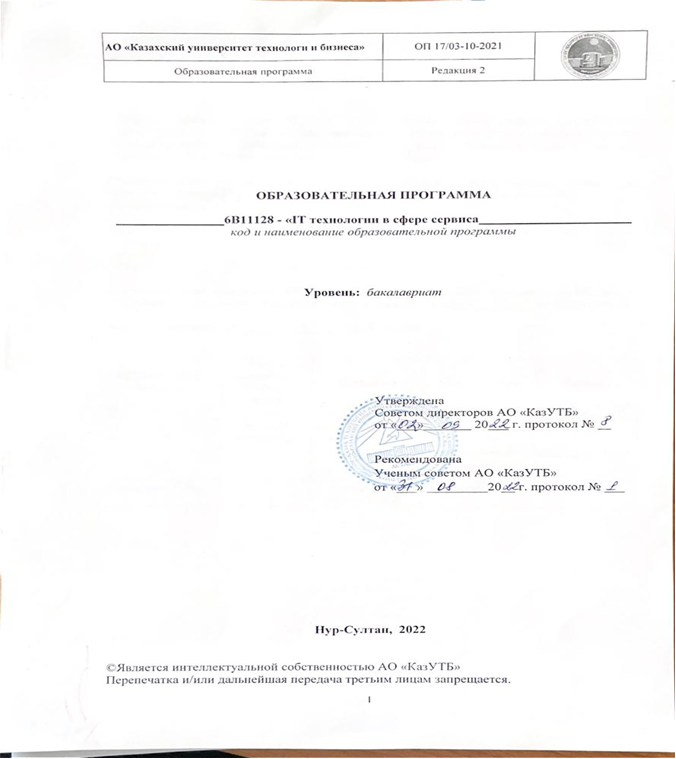 АО «Казахский университет технологи и бизнеса»
ОП 17/03-10-2021
Образовательная программа
Редакция 2
ОБРАЗОВАТЕЛЬНАЯ ПРОГРАММА
6В11128 - «IT технологии в сфере сервиса
код и наименование образовательной программы
Уровень: бакалавриат
Утверждена
Советом директоров АО «КазУТБ»
от «02» 09 2022 г. протокол № 8
Рекомендована
Ученым советом АО «КазУТБ»
от «31» 08 2022г. протокол № 1
Нур-Султан, 2022
©Является интеллектуальной собственностью АО «КазУТБ»
Перепечатка и/или дальнейшая передача третьим лицам запрещается.
1